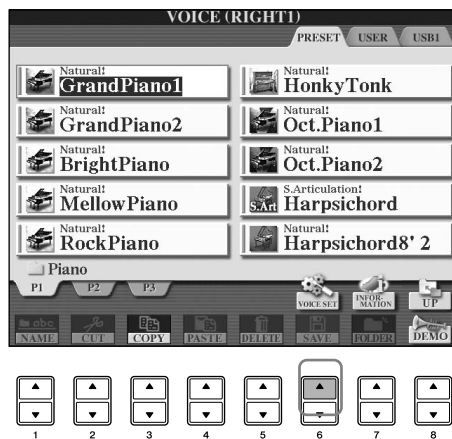 VOICE (RIGHT1)
PRESET USER USB1
Natural!
GrandPiano1
Natural!
HonkyTonk
Natural!
GrandPiano2
Natural!
Oct.Piano1
Natural!
BrightPiano
Natural!
Oct.Piano2
Natural!
MellowPiano
S.Articulation!
S.Art Harpsichord
Natural!
RockPiano
Natural!
Harpsichord8' 2
Piano
P1 P2 P3
VOICE SET INFOR-MATION UP
abc
NAME CUT COPY PASTE DELETE SAVE FOLDER DEMO
1 2 3 4 5 6 7 8